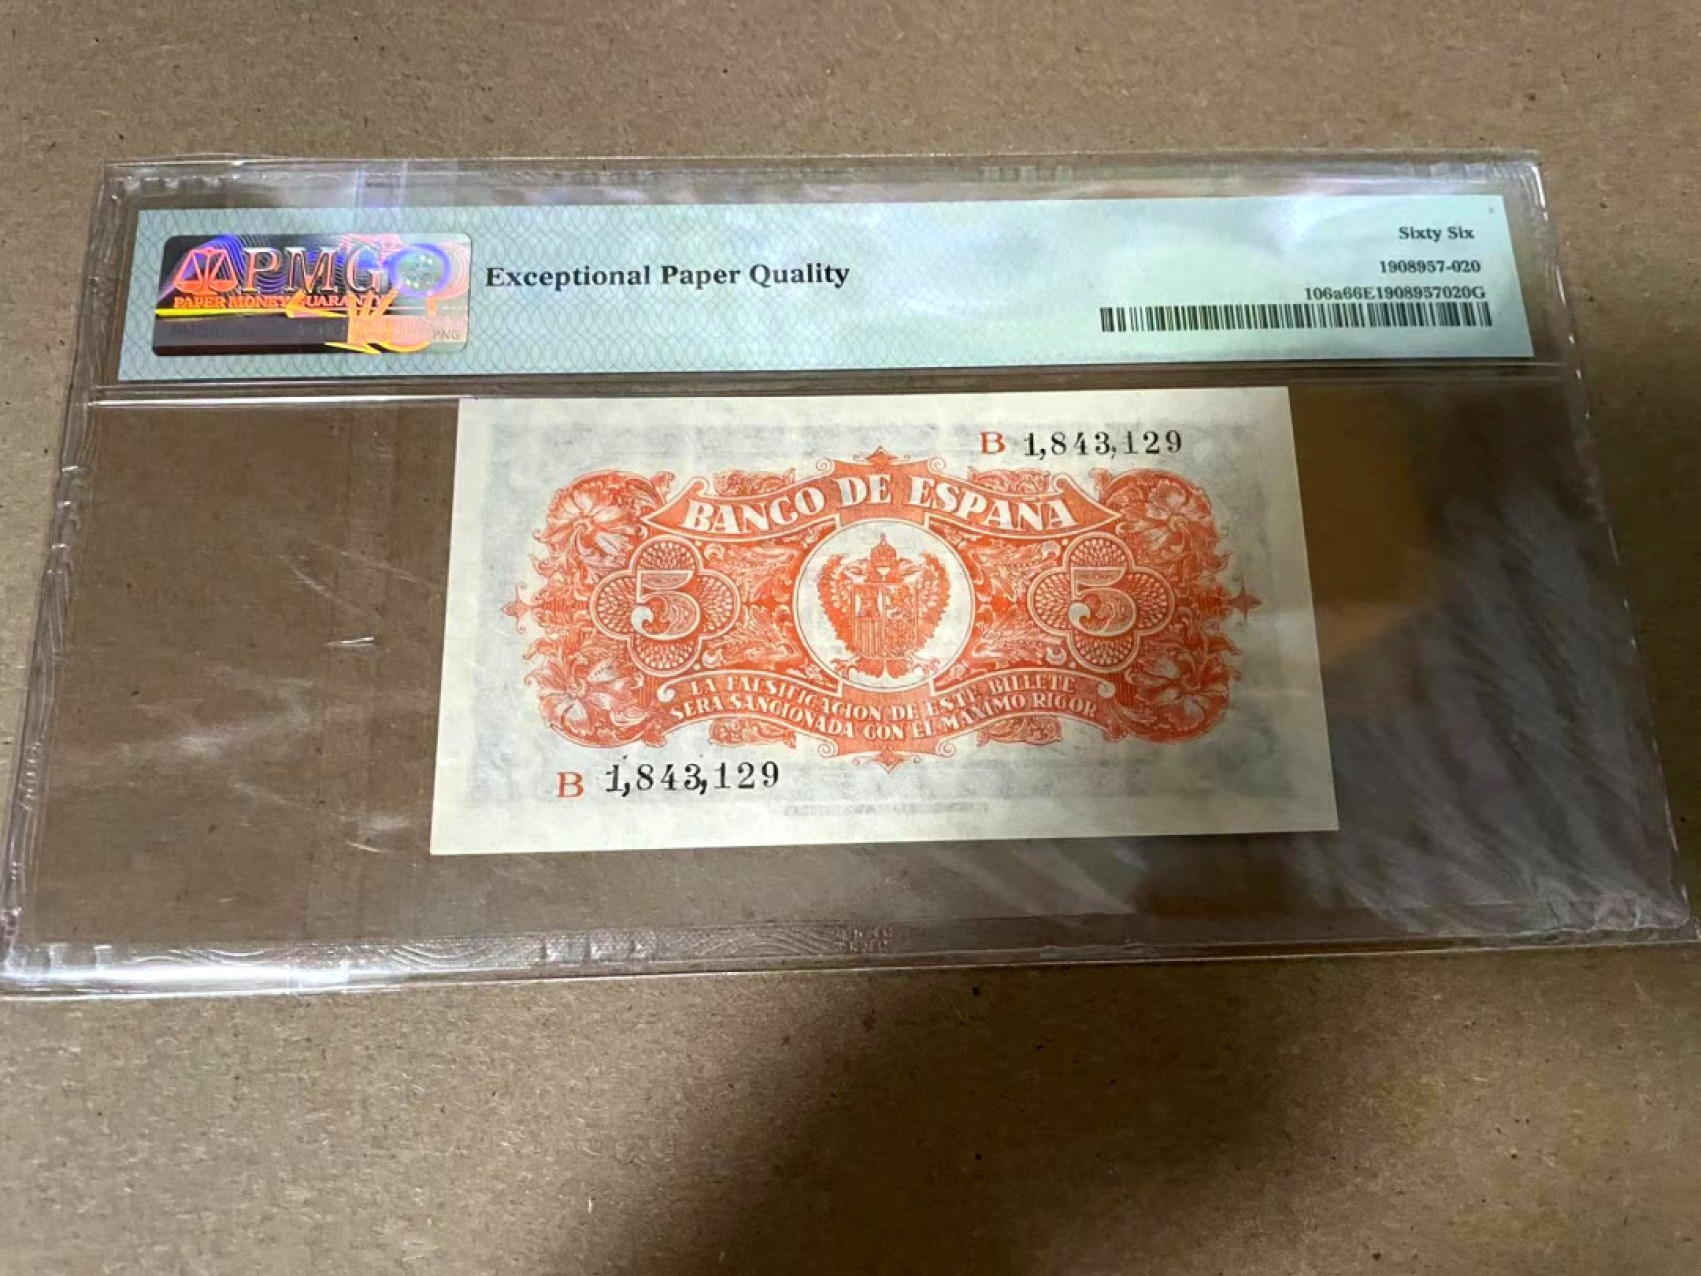 PMG
PAPER MONEY GUARANTY
Exceptional Paper Quality
Sixty Six
1908957-020
106a66E1908957020G
B 1,843,129
BANCO DE ESPAÑA
5 5
LA FALSIFICACION DE ESTE BILLETE
SERA SANCIONADA CON EL MAXIMO RIGOR
B 1,843,129